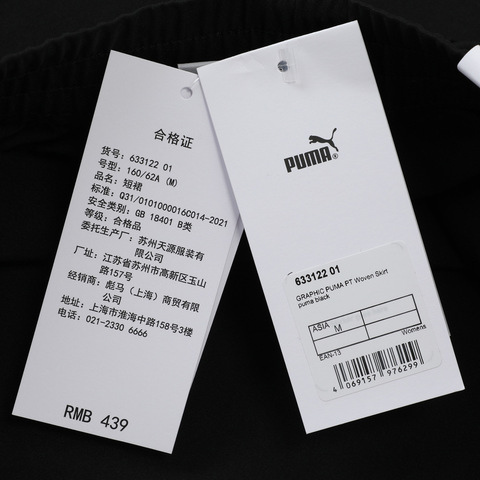 合格证
货号: 633122 01
号型: 160/62A (M)
品名: 短裙
标准: Q31/0101000016C014-2021
安全类别: GB 18401 B类
等级: 合格品
委托生产厂: 苏州天源服装有
限公司
厂址: 江苏省苏州市高新区玉山
路157号
经销商: 彪马（上海）商贸有限
公司
地址: 上海市淮海中路158号3楼
电话: 021-2330 6666
RMB 439
PUMA®
633122 01
GRAPHIC PUMA PT Woven Skirt
puma black
ASIA M
Womens
EAN-13
4 069157 976299